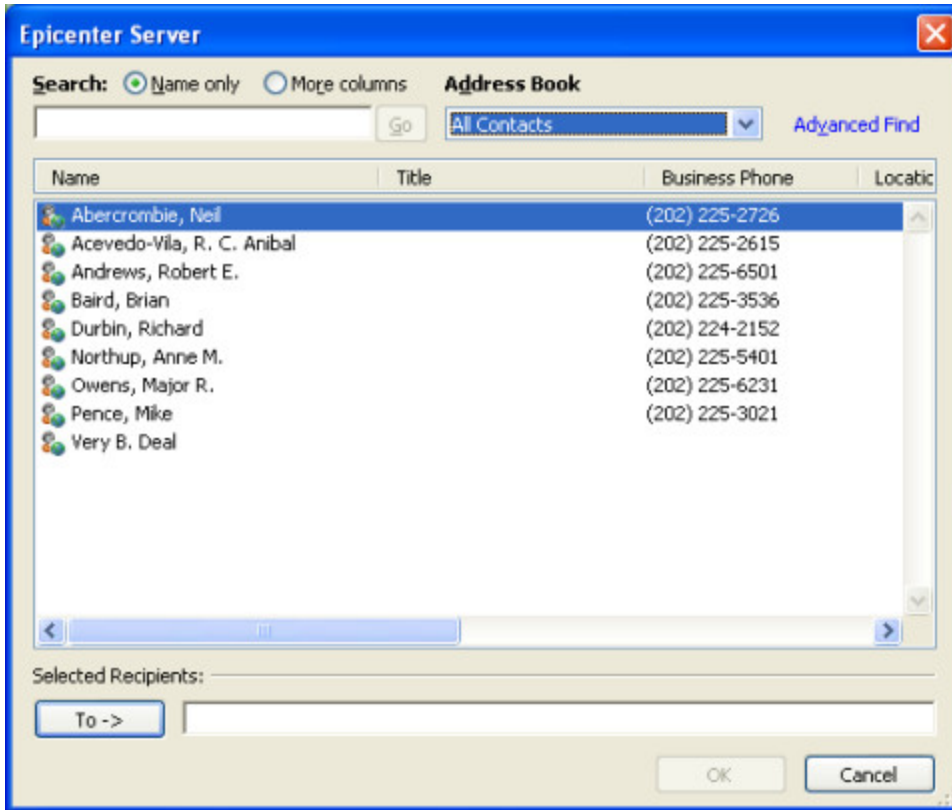 Epicenter Server
Search: Name only More columns Address Book
Go All Contacts Advanced Find
Name Title Business Phone Locatic
Abercrombie, Neil (202) 225-2726
Acevedo-Vila, R. C. Anibal (202) 225-2615
Andrews, Robert E. (202) 225-6501
Baird, Brian (202) 225-3536
Durbin, Richard (202) 224-2152
Northup, Anne M. (202) 225-5401
Owens, Major R. (202) 225-6231
Pence, Mike (202) 225-3021
Very B. Deal
Selected Recipients:
To ->
OK Cancel